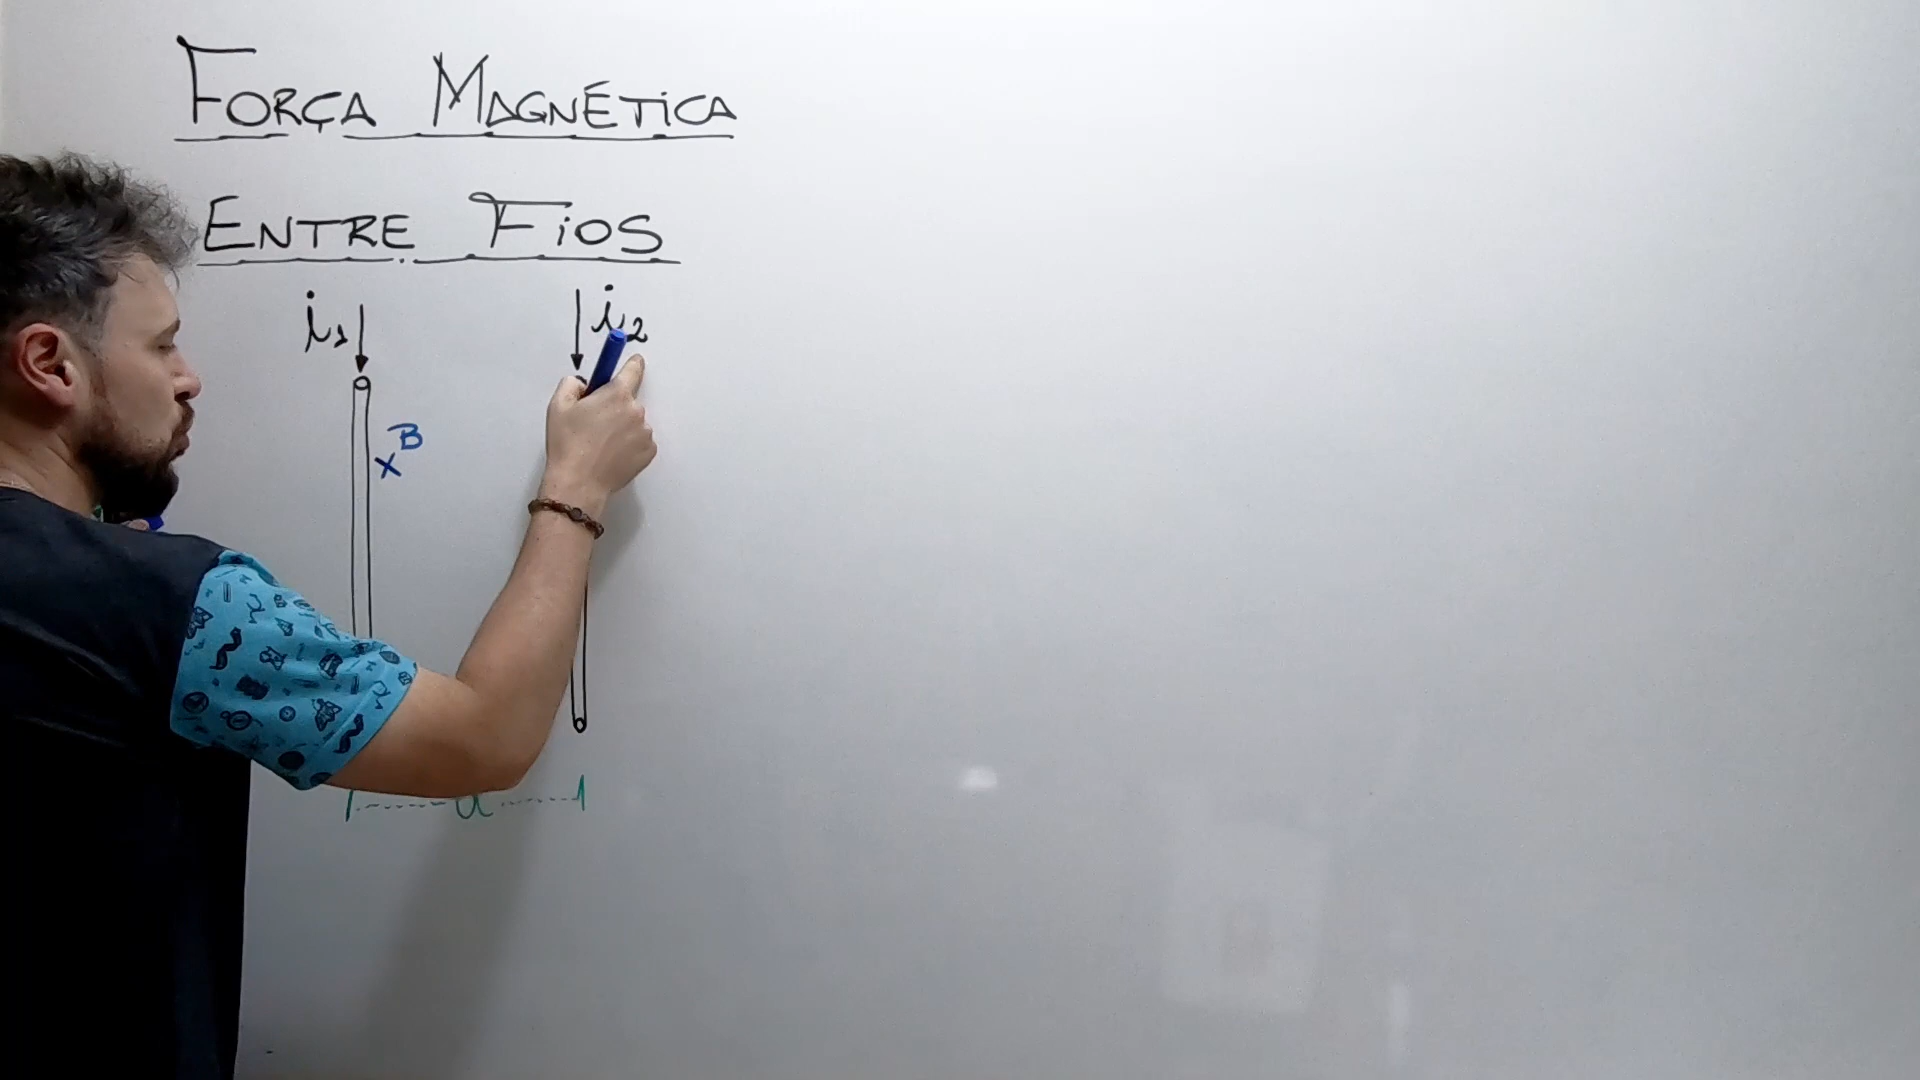 FORÇA MAGNÉTICA
ENTRE FIOS
i₁ i₂
x B
d